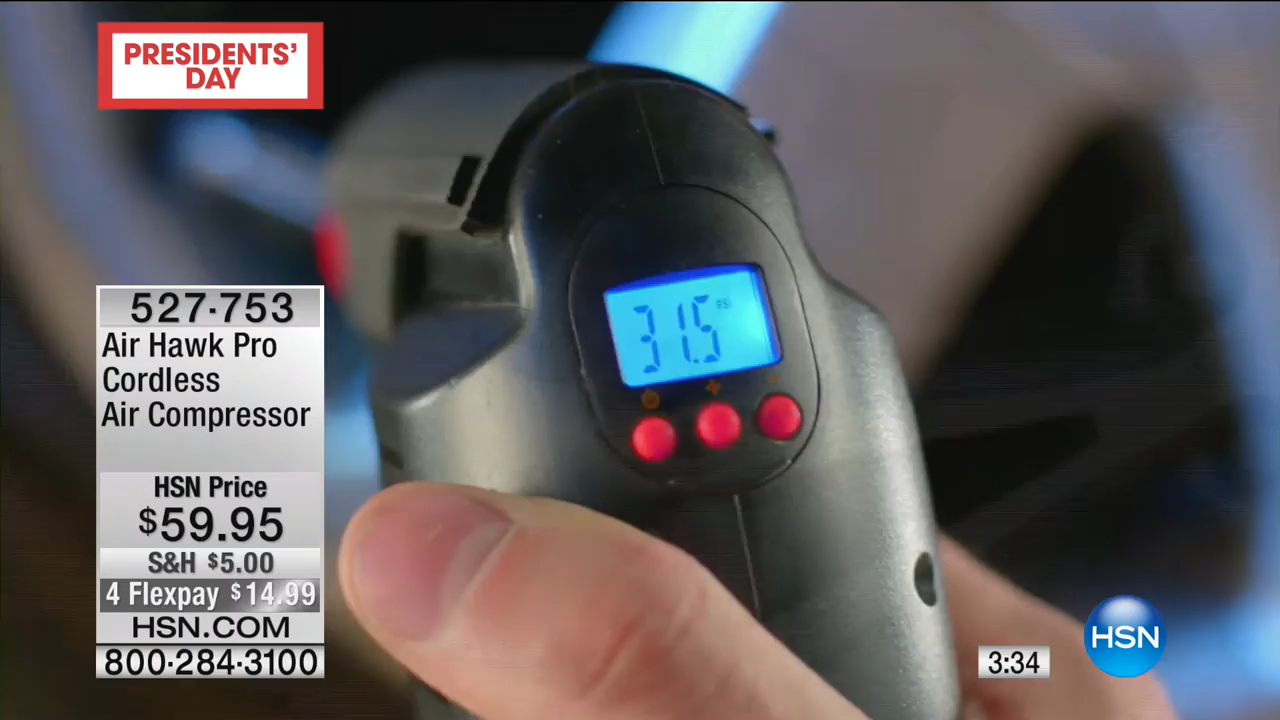 PRESIDENTS'
DAY
527·753
Air Hawk Pro
Cordless
Air Compressor
HSN Price
$59.95
S&H $5.00
4 Flexpay $14.99
HSN.COM
800·284·3100
31.5 PSI
3:34
HSN